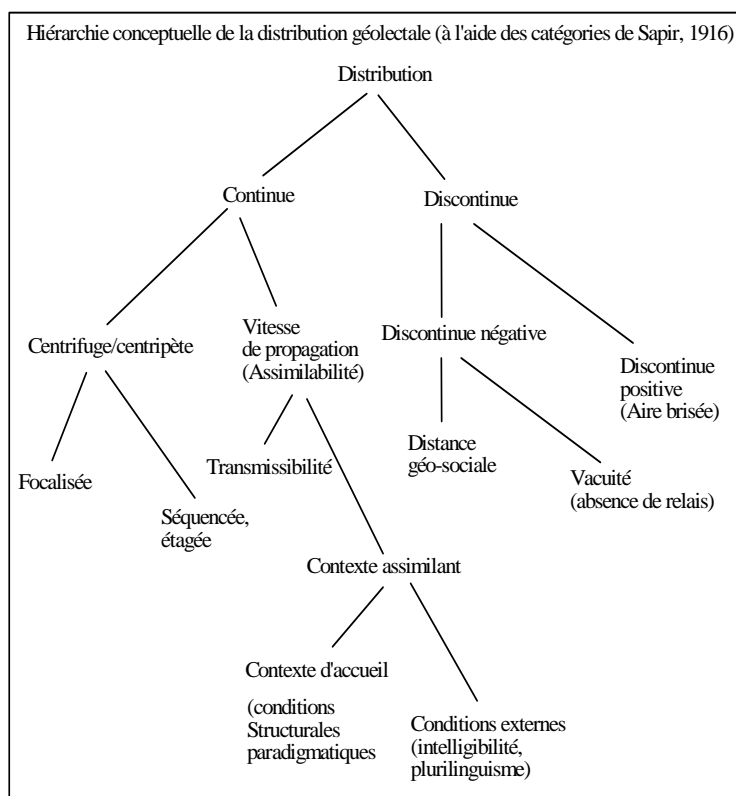 Hiérarchie conceptuelle de la distribution géolectale (à l'aide des catégories de Sapir, 1916)
Distribution
Continue
Discontinue
Centrifuge/centripète
Vitesse
de propagation
(Assimilabilité)
Discontinue négative
Discontinue
positive
(Aire brisée)
Focalisée
Séquencée,
étagée
Transmissibilité
Distance
géo-sociale
Vacuité
(absence de relais)
Contexte assimilant
Contexte d'accueil
(conditions
Structurales
paradigmatiques
Conditions externes
(intelligibilité,
plurilinguisme)